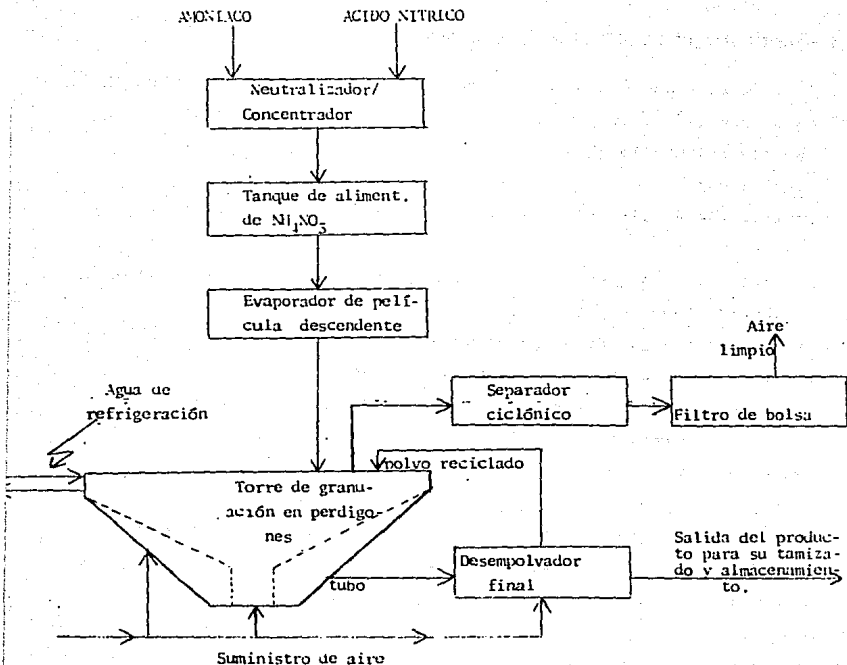 AMONIACO
ACIDO NITRICO
Neutralizador/
Concentrador
Tanque de aliment.
de NH4NO3
Evaporador de pelí-
cula descendente
Aire
limpio
Separador
ciclónico
Filtro de bolsa
Agua de
refrigeración
polvo reciclado
Torre de granu-
ación en perdigo-
nes
Desempolvador
final
tubo
Salida del produc-
to para su tamiza-
do y almacenamien-
to.
Suministro de aire